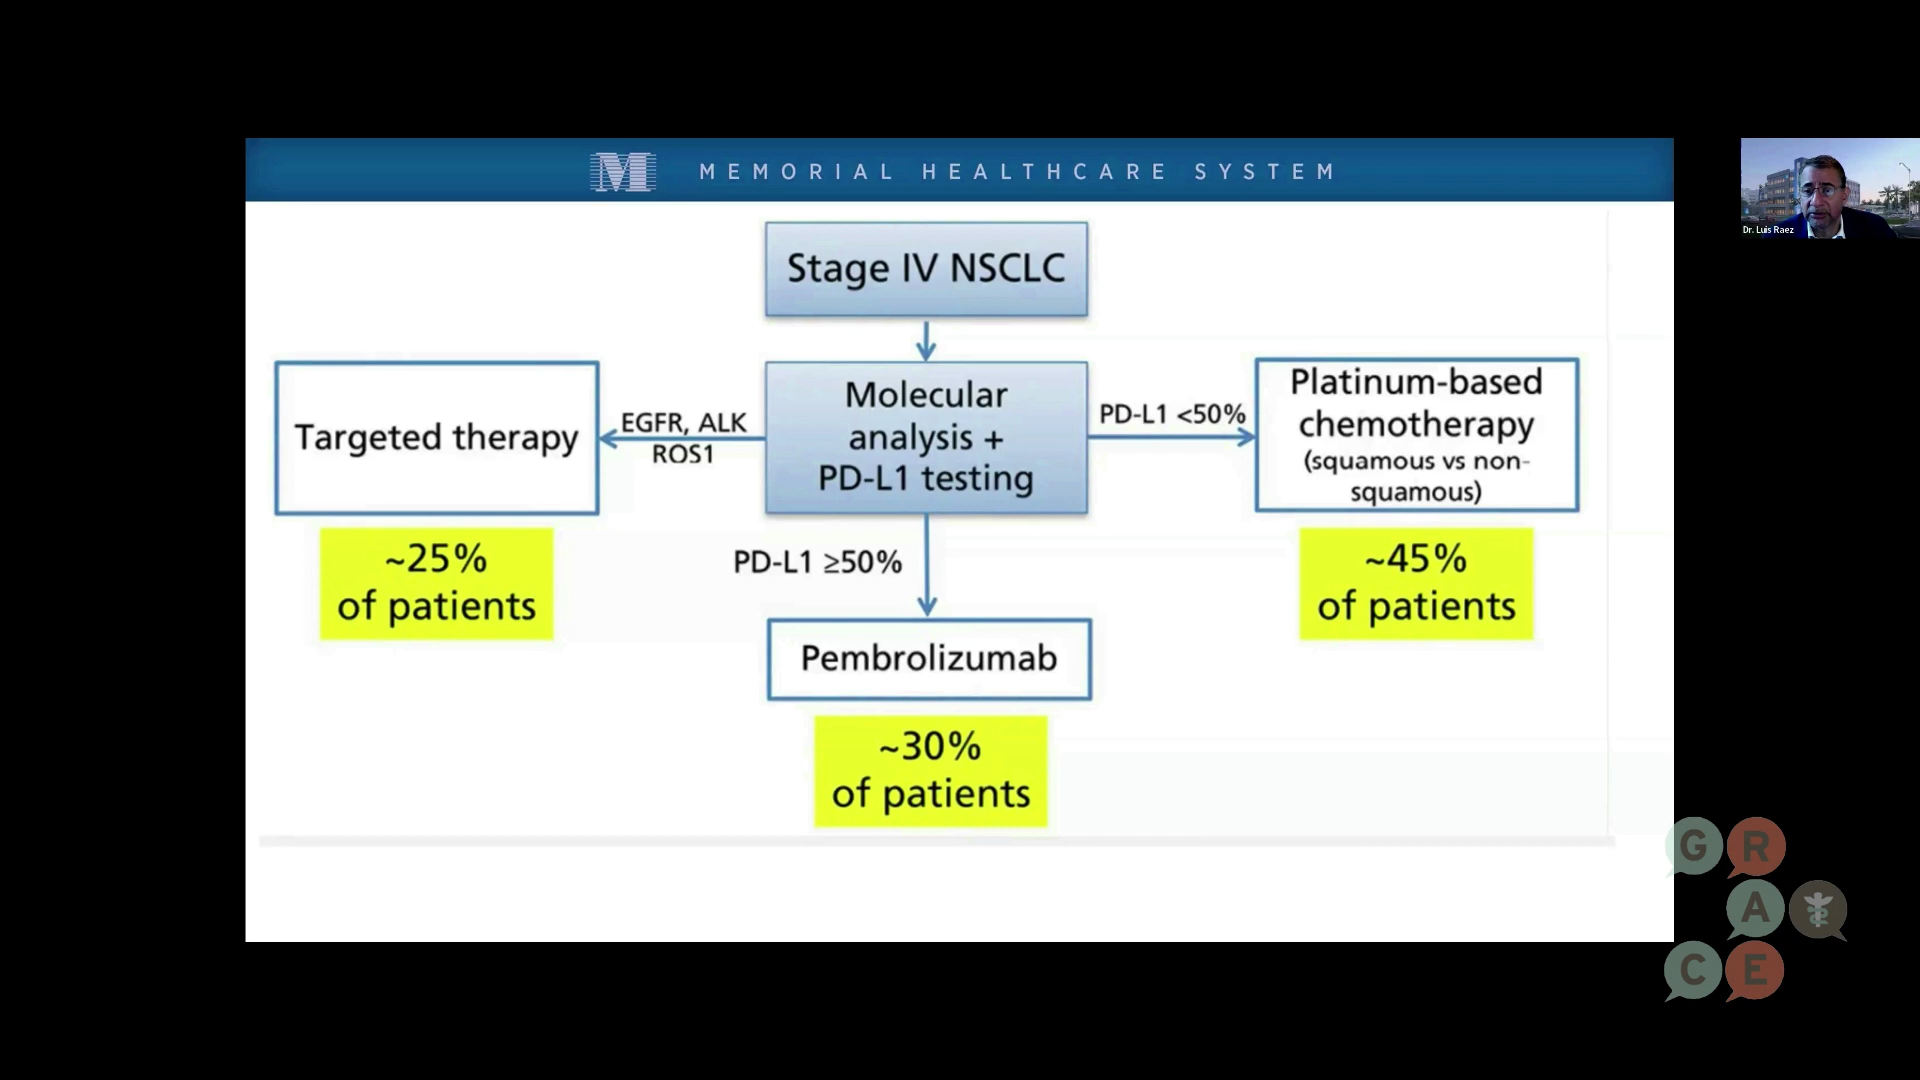 MEMORIAL HEALTHCARE SYSTEM
Stage IV NSCLC
Targeted therapy
EGFR, ALK
ROS1
Molecular
analysis +
PD-L1 testing
PD-L1 <50%
Platinum-based
chemotherapy
(squamous vs non-
squamous)
~25%
of patients
PD-L1 ≥50%
~45%
of patients
Pembrolizumab
~30%
of patients
Dr. Luis Raez
G R
A
C E